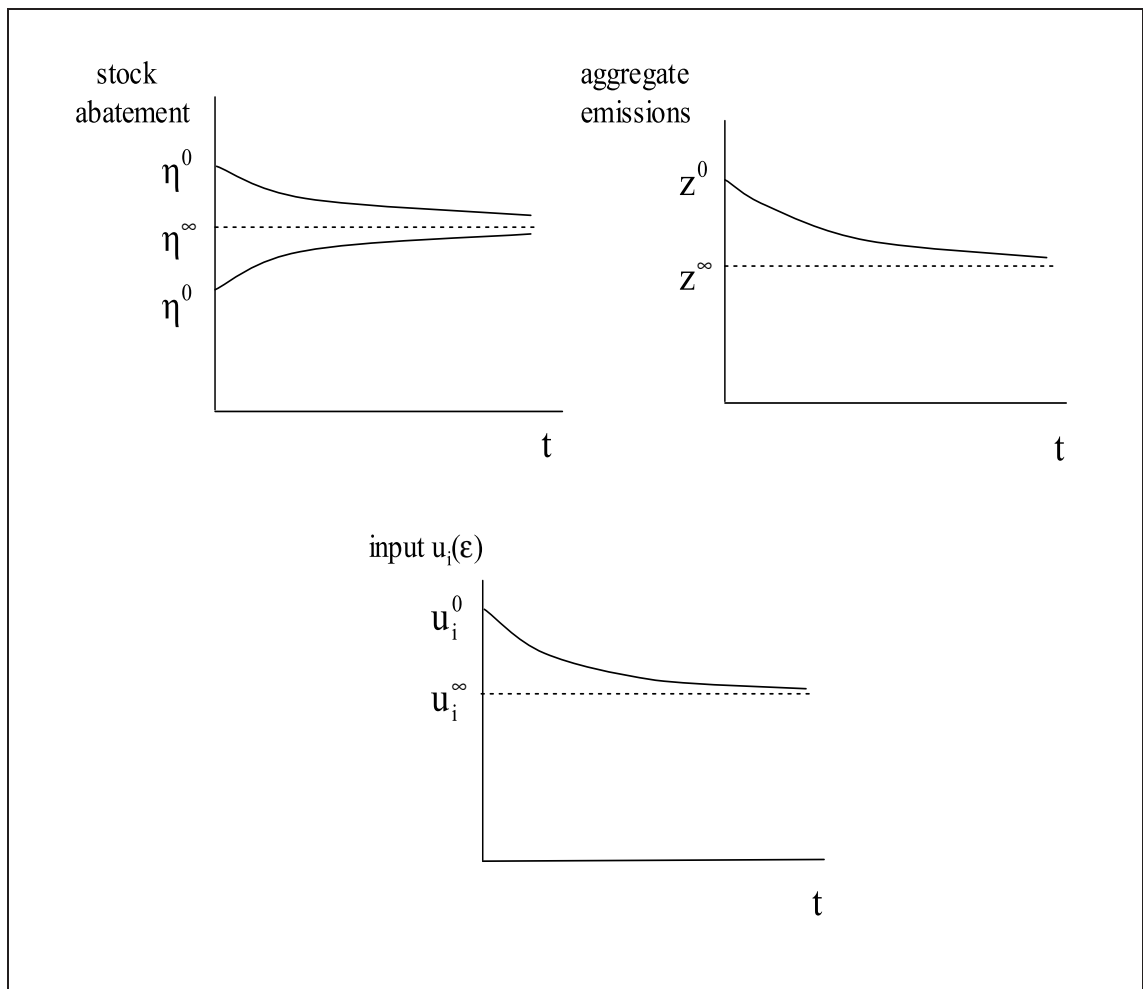 stock
abatement
η⁰
η∞
η⁰
t
aggregate
emissions
z⁰
z∞
t
input uᵢ(ε)
uᵢ⁰
uᵢ∞
t